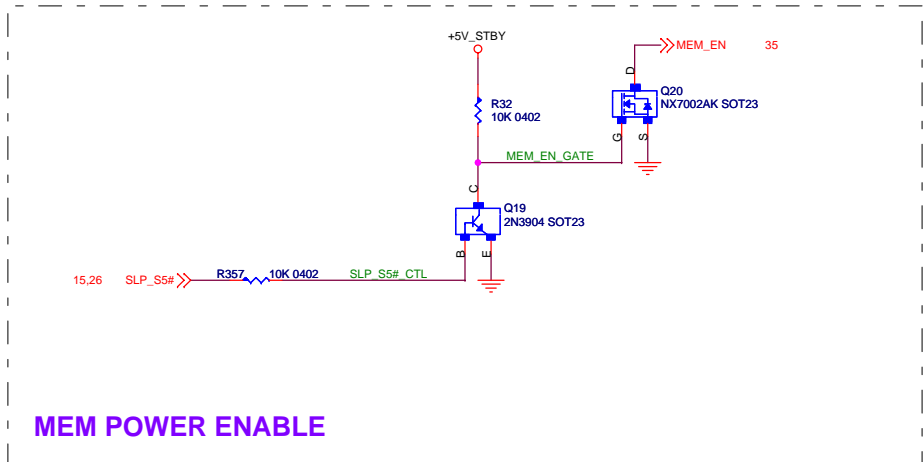 +5V_STBY
MEM_EN 35
D
Q20
NX7002AK SOT23
R32
10K 0402
G
S
MEM_EN_GATE
C
Q19
2N3904 SOT23
B
E
15,26 SLP_S5# R357 10K 0402 SLP_S5#_CTL
MEM POWER ENABLE